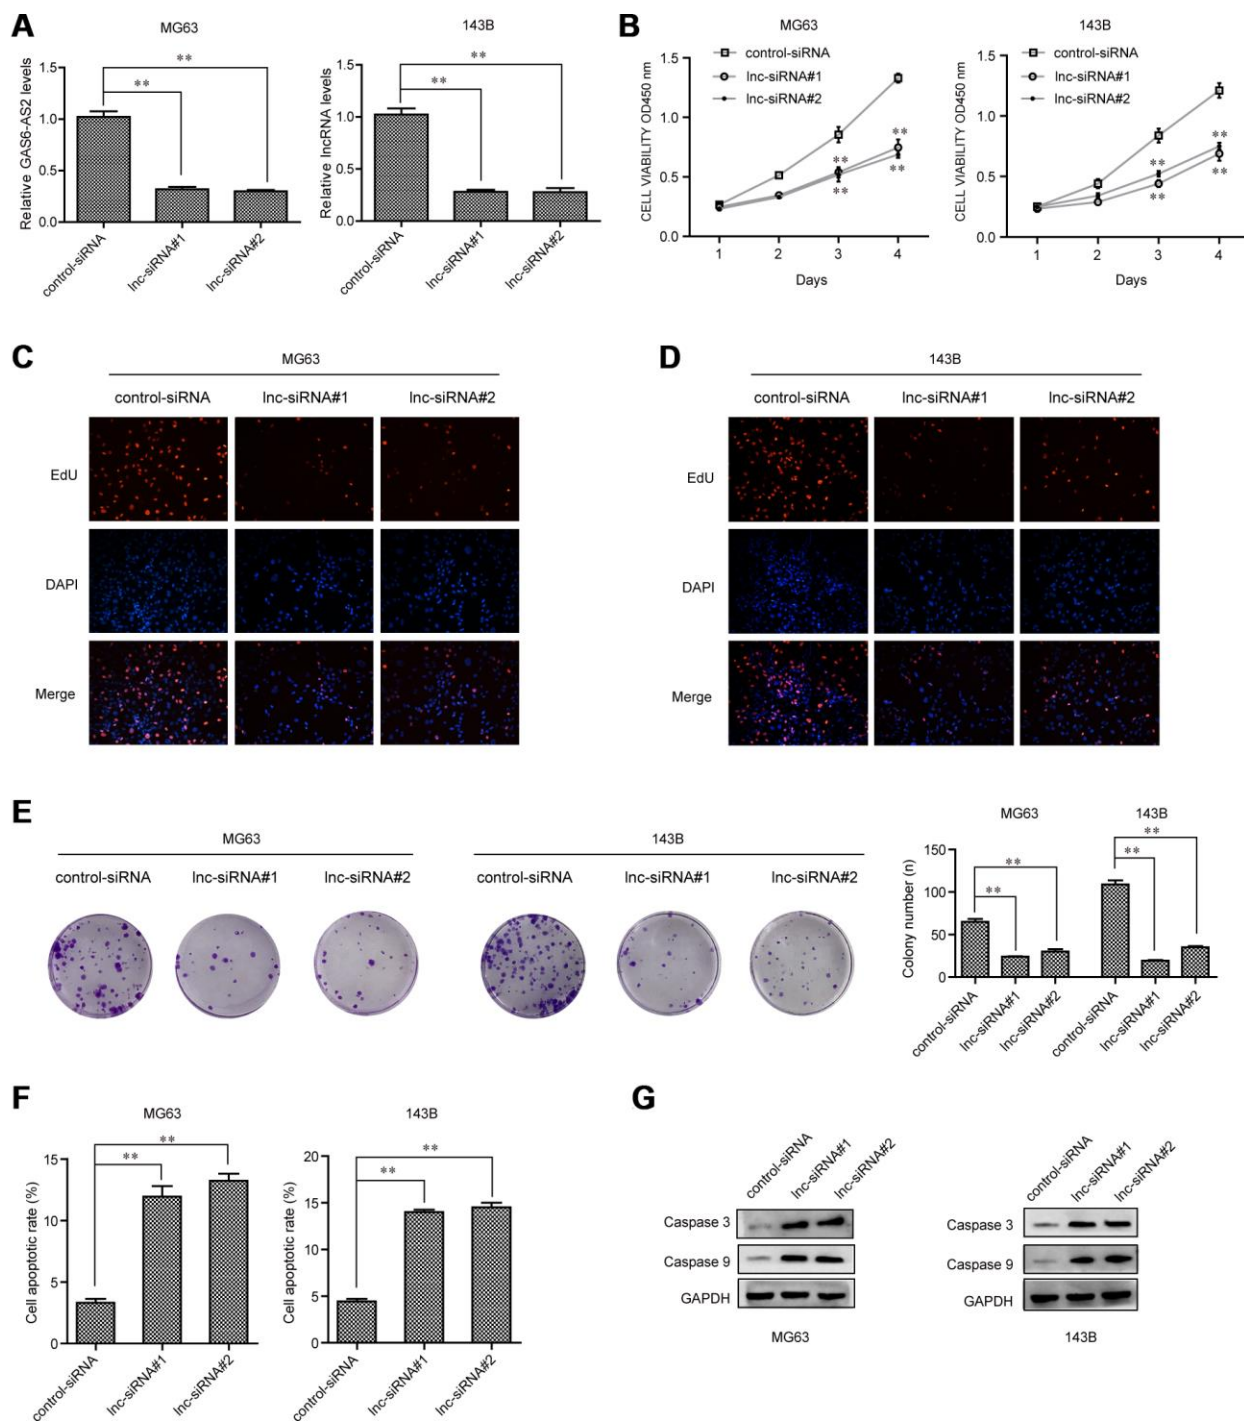 A
MG63
143B
Relative GAS6-AS2 levels
1.5
1.0
0.5
0.0
**
**
control-siRNA
lnc-siRNA#1
lnc-siRNA#2
Relative lncRNA levels
1.5
1.0
0.5
0.0
**
**
control-siRNA
lnc-siRNA#1
lnc-siRNA#2
B
MG63
control-siRNA
lnc-siRNA#1
lnc-siRNA#2
CELL VIABILITY OD450 nm
1.5
1.0
0.5
0.0
**
**
**
**
1 2 3 4
Days
143B
control-siRNA
lnc-siRNA#1
lnc-siRNA#2
CELL VIABILITY OD450 nm
1.5
1.0
0.5
0.0
**
**
**
**
1 2 3 4
Days
C
MG63
control-siRNA lnc-siRNA#1 lnc-siRNA#2
EdU
DAPI
Merge
D
143B
control-siRNA lnc-siRNA#1 lnc-siRNA#2
EdU
DAPI
Merge
E
MG63
control-siRNA lnc-siRNA#1 lnc-siRNA#2
143B
control-siRNA lnc-siRNA#1 lnc-siRNA#2
MG63 143B
Colony number (n)
150
100
50
0
**
**
**
**
control-siRNA
lnc-siRNA#1
lnc-siRNA#2
control-siRNA
lnc-siRNA#1
lnc-siRNA#2
F
MG63
Cell apoptotic rate (%)
15
10
5
0
**
**
control-siRNA
lnc-siRNA#1
lnc-siRNA#2
143B
Cell apoptotic rate (%)
20
15
10
5
0
**
**
control-siRNA
lnc-siRNA#1
lnc-siRNA#2
G
control-siRNA
lnc-siRNA#1
lnc-siRNA#2
Caspase 3
Caspase 9
GAPDH
MG63
control-siRNA
lnc-siRNA#1
lnc-siRNA#2
Caspase 3
Caspase 9
GAPDH
143B